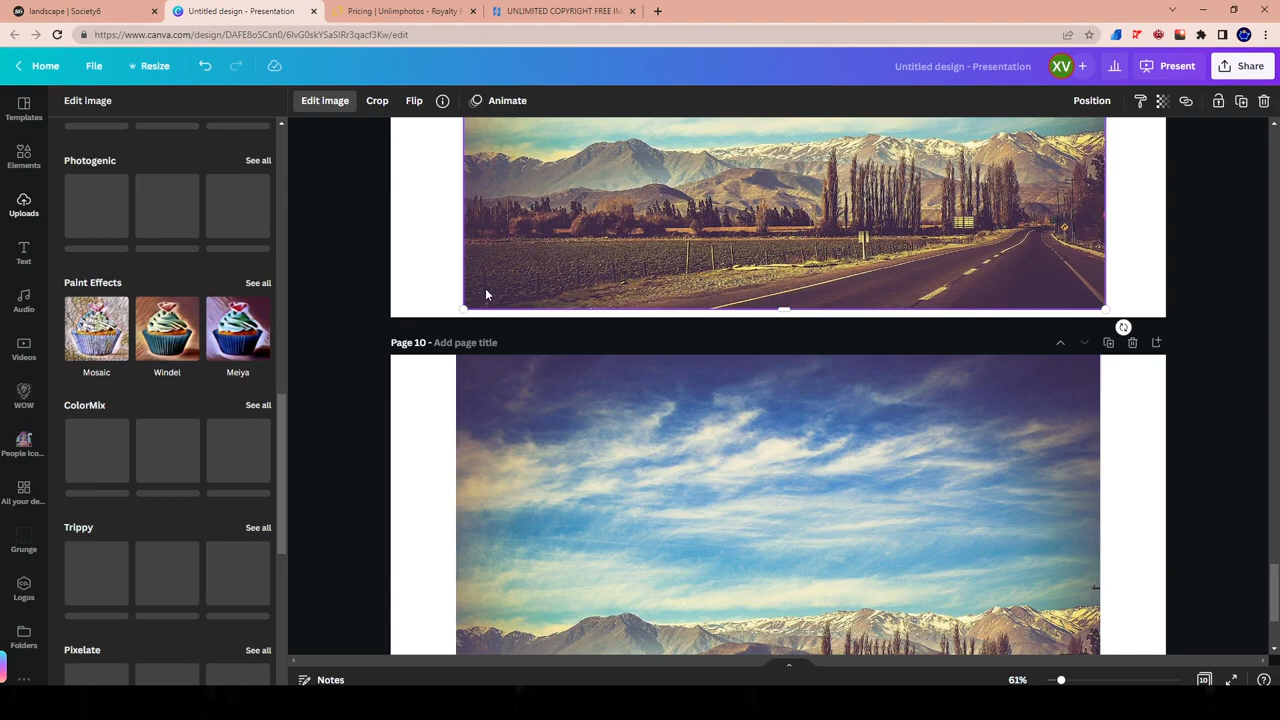 landscape | Society6
Untitled design - Presentation
Pricing | Unlimphotos - Royalty F
UNLIMITED COPYRIGHT FREE IM
https://www.canva.com/design/DAFE8oSCsn0/6IvG0skYSaSIRr3qacf3Kw/edit
Home
File
Resize
Untitled design - Presentation
XV
Present
Share
Templates
Elements
Uploads
Text
Audio
Videos
WOW
People Ico...
All your de...
Grunge
CO.
Logos
Folders
Edit image
Photogenic
See all
Paint Effects
See all
Mosaic
Windel
Meiya
ColorMix
See all
Trippy
See all
Pixelate
See all
Edit image
Crop
Flip
Animate
Position
Page 10 - Add page title
Notes
61%
10